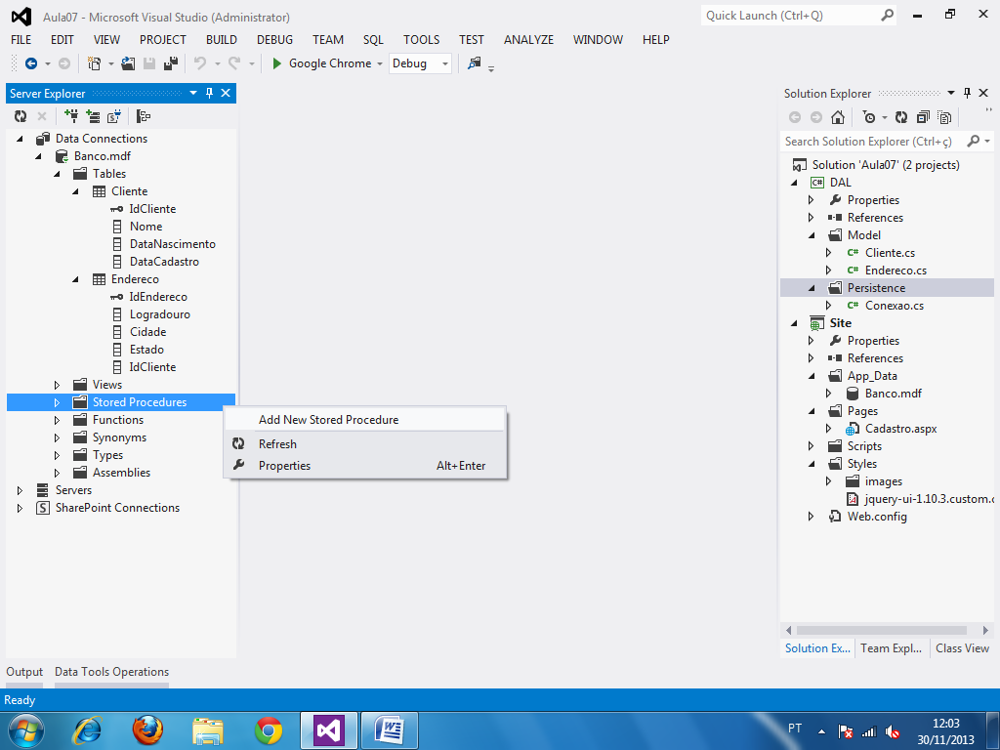 Aula07 - Microsoft Visual Studio (Administrator)
Quick Launch (Ctrl+Q)
FILE EDIT VIEW PROJECT BUILD DEBUG TEAM SQL TOOLS TEST ANALYZE WINDOW HELP
Google Chrome Debug
Server Explorer
Data Connections
Banco.mdf
Tables
Cliente
IdCliente
Nome
DataNascimento
DataCadastro
Endereco
IdEndereco
Logradouro
Cidade
Estado
IdCliente
Views
Stored Procedures
Functions
Synonyms
Types
Assemblies
Servers
SharePoint Connections
Add New Stored Procedure
Refresh
Properties Alt+Enter
Solution Explorer
Search Solution Explorer (Ctrl+ç)
Solution 'Aula07' (2 projects)
DAL
Properties
References
Model
Cliente.cs
Endereco.cs
Persistence
Conexao.cs
Site
Properties
References
App_Data
Banco.mdf
Pages
Cadastro.aspx
Scripts
Styles
images
jquery-ui-1.10.3.custom.c
Web.config
Solution Ex... Team Expl... Class View
Output Data Tools Operations
Ready
PT
12:03
30/11/2013